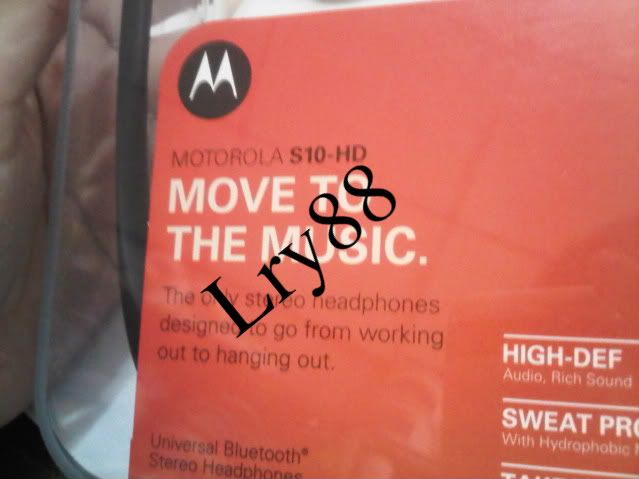 MOTOROLA S10-HD
MOVE TO
THE MUSIC.
Lry88
The only stereo headphones
designed to go from working
out to hanging out.
Universal Bluetooth®
Stereo Headphones
HIGH-DEF
Audio, Rich Sound
SWEAT PRO
With Hydrophobic